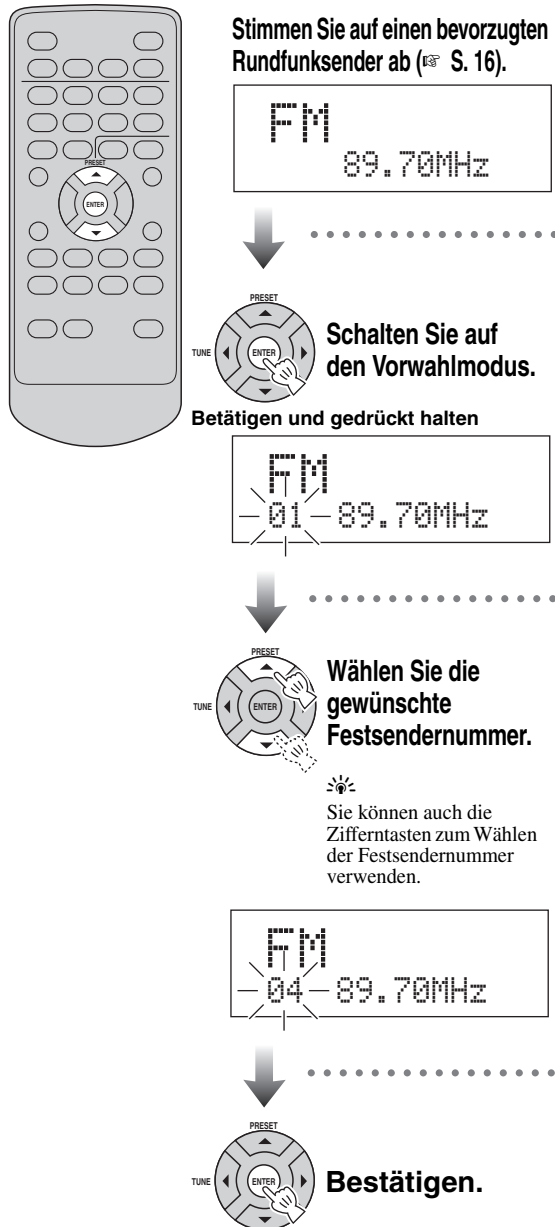 Stimmen Sie auf einen bevorzugten
Rundfunksender ab (☞ S. 16).
FM
89.70MHz
PRESET
ENTER
PRESET
TUNE
ENTER
Schalten Sie auf
den Vorwahlmodus.
Betätigen und gedrückt halten
FM
01 89.70MHz
PRESET
TUNE
ENTER
Wählen Sie die
gewünschte
Festsendernummer.
Sie können auch die
Zifferntasten zum Wählen
der Festsendernummer
verwenden.
FM
04 89.70MHz
PRESET
TUNE
ENTER
Bestätigen.